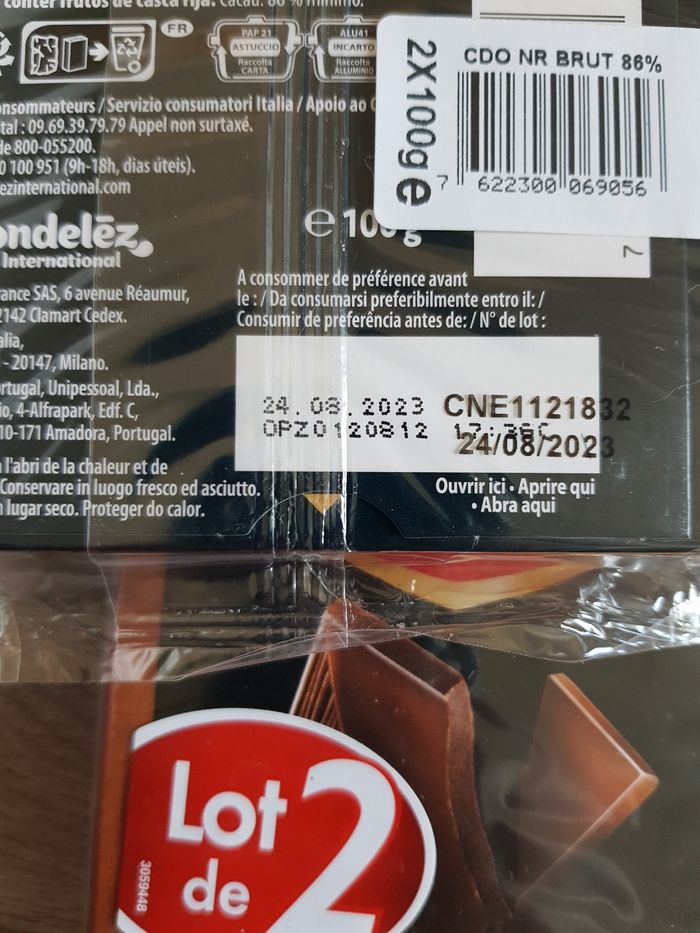 conter frutos de casca rija. Cacau: 80 % mínimo.
FR
PAP 21
ASTUCCIO
Raccolta
CARTA
ALU41
INCARTO
Raccolta
ALLUMINIO
2X100g e
CDO NR BRUT 86%
7 622300 069056
onsommateurs / Servizio consumatori Italia / Apoio ao
tal : 09.69.39.79.79 Appel non surtaxé.
de 800-055200.
0 100 951 (9h-18h, dias úteis).
ezinternational.com
ondelēz
International
e 100 g
7
rance SAS, 6 avenue Réaumur,
2142 Clamart Cedex.
alia,
- 20147, Milano.
rtugal, Unipessoal, Lda.,
io, 4-Alfrapark, Edf. C,
10-171 Amadora, Portugal.
A consommer de préférence avant
le : / Da consumarsi preferibilmente entro il: /
Consumir de preferência antes de: / N° de lot :
24.08.2023 CNE1121832
OPZ0120812
24/08/2023
à l'abri de la chaleur et de
Conservare in luogo fresco ed asciutto.
m lugar seco. Proteger do calor.
Ouvrir ici • Aprire qui
• Abra aqui
Lot
de 2
3059448